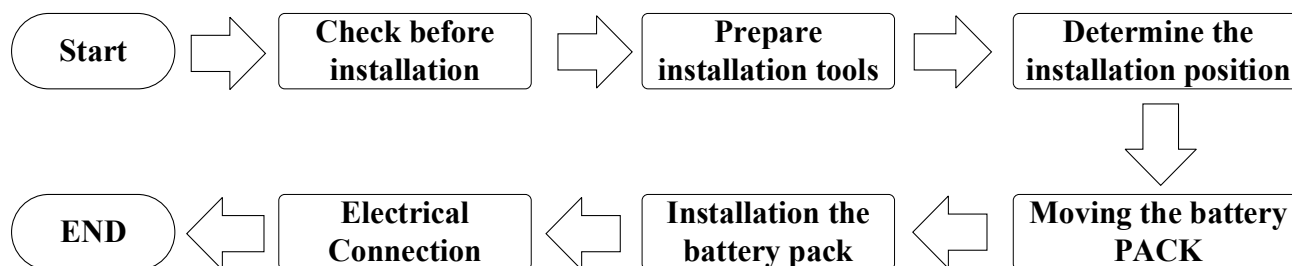 Start
Check before
installation
Prepare
installation tools
Determine the
installation position
Moving the battery
PACK
Installation the
battery pack
Electrical
Connection
END